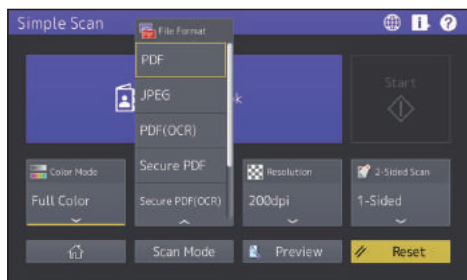 Simple Scan
File Format
PDF
JPEG
PDF(OCR)
Secure PDF
Secure PDF(OCR)
k
Start
Color Mode
Full Color
Resolution
200dpi
2-Sided Scan
1-Sided
Scan Mode
Preview
Reset